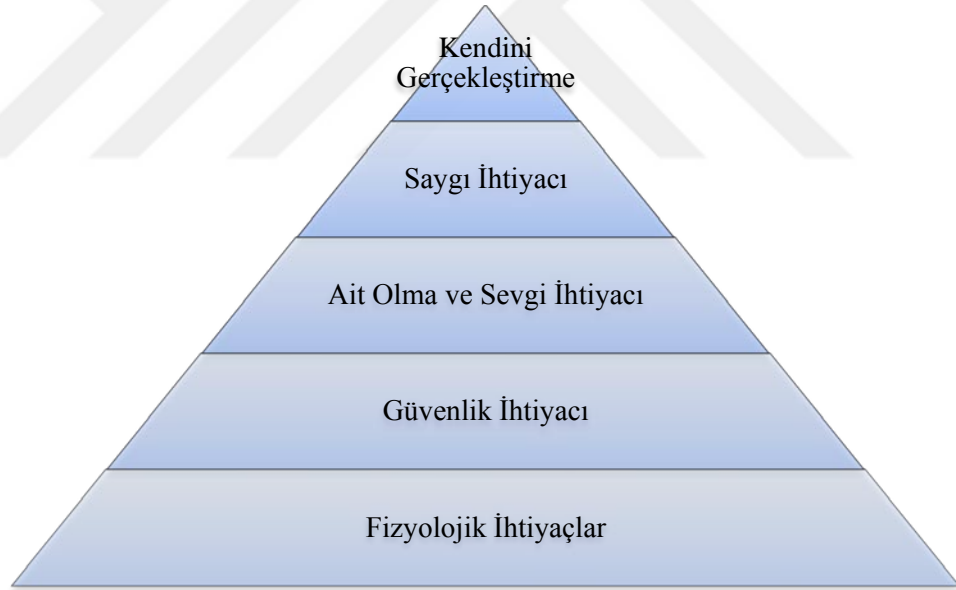 Kendini
Gerçekleştirme
Saygı İhtiyacı
Ait Olma ve Sevgi İhtiyacı
Güvenlik İhtiyacı
Fizyolojik İhtiyaçlar